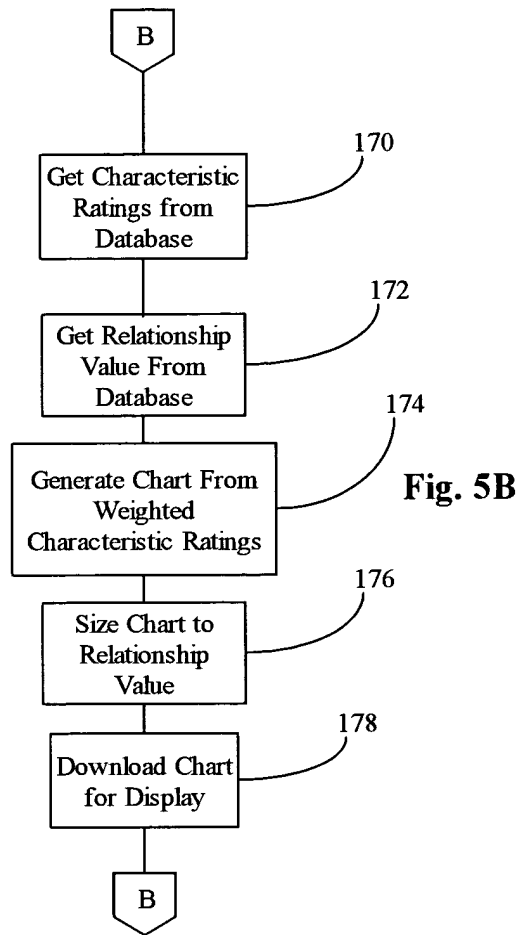 B
170
Get Characteristic
Ratings from
Database
172
Get Relationship
Value From
Database
174
Generate Chart From
Weighted
Characteristic Ratings
Fig. 5B
176
Size Chart to
Relationship
Value
178
Download Chart
for Display
B